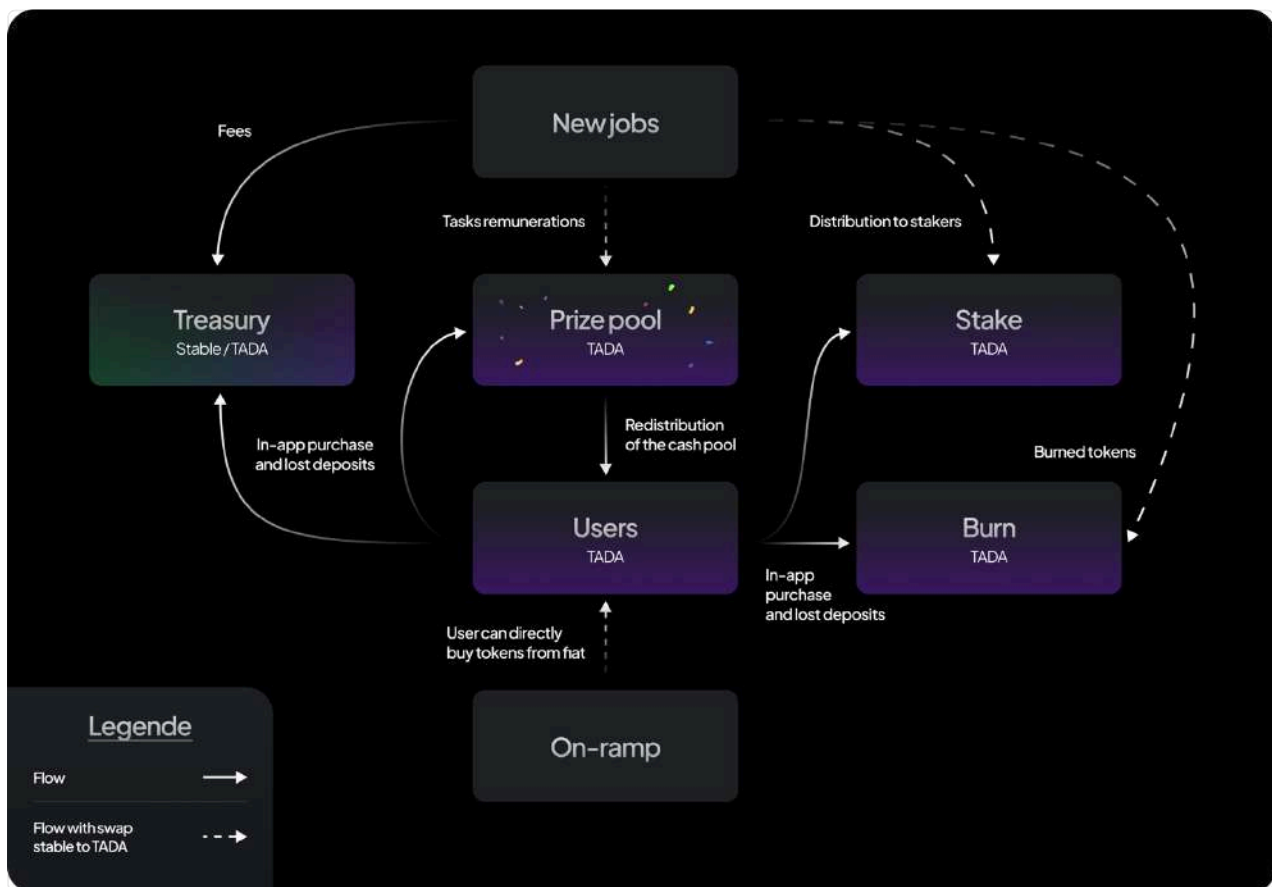 New jobs
Fees
Tasks remunerations
Distribution to stakers
Treasury
Stable / TADA
Prize pool
TADA
Stake
TADA
In-app purchase
and lost deposits
Redistribution
of the cash pool
Burned tokens
Users
TADA
Burn
TADA
In-app
purchase
and lost deposits
User can directly
buy tokens from fiat
On-ramp
Legende
Flow
Flow with swap
stable to TADA